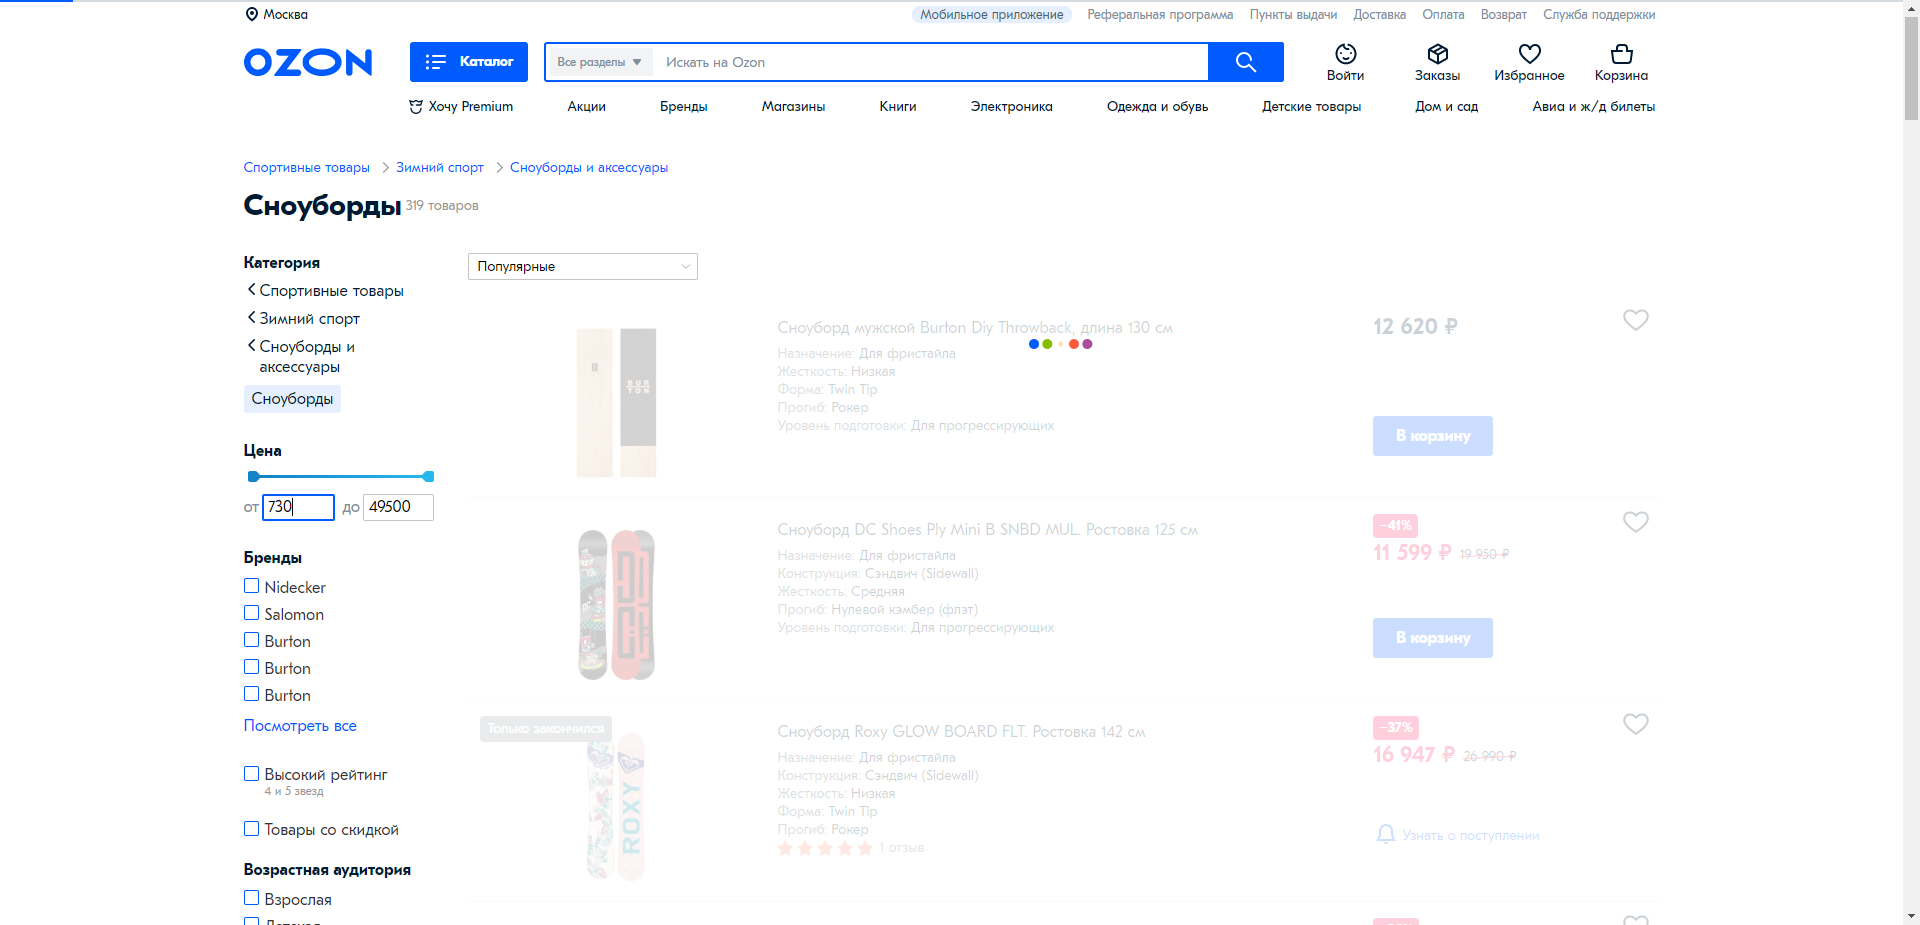 Москва
Мобильное приложение Реферальная программа Пункты выдачи Доставка Оплата Возврат Служба поддержки
OZON
Каталог
Все разделы
Искать на Ozon
Войти Заказы Избранное Корзина
Хочу Premium Акции Бренды Магазины Книги Электроника Одежда и обувь Детские товары Дом и сад Авиа и ж/д билеты
Спортивные товары Зимний спорт Сноуборды и аксессуары
Сноуборды 319 товаров
Категория
Спортивные товары
Зимний спорт
Сноуборды и
аксессуары
Сноуборды
Цена
от 730 до 49500
Бренды
Nidecker
Salomon
Burton
Burton
Burton
Посмотреть все
Высокий рейтинг
4 и 5 звезд
Товары со скидкой
Возрастная аудитория
Взрослая
Популярные
BUR
TON
Сноуборд мужской Burton Diy Throwback, длина 130 см
Назначение: Для фристайла
Жесткость: Низкая
Форма: Twin Tip
Прогиб: Рокер
Уровень подготовки: Для прогрессирующих
12 620 ₽
В корзину
Сноуборд DC Shoes Ply Mini B SNBD MUL. Ростовка 125 см
Назначение: Для фристайла
Конструкция: Сэндвич (Sidewall)
Жесткость: Средняя
Прогиб: Нулевой кэмбер (флэт)
Уровень подготовки: Для прогрессирующих
−41%
11 599 ₽ 19 950 ₽
В корзину
Только закончился
ROXY
Сноуборд Roxy GLOW BOARD FLT. Ростовка 142 см
Назначение: Для фристайла
Конструкция: Сэндвич (Sidewall)
Жесткость: Низкая
Форма: Twin Tip
Прогиб: Рокер
1 отзыв
−37%
16 947 ₽ 26 990 ₽
Узнать о поступлении